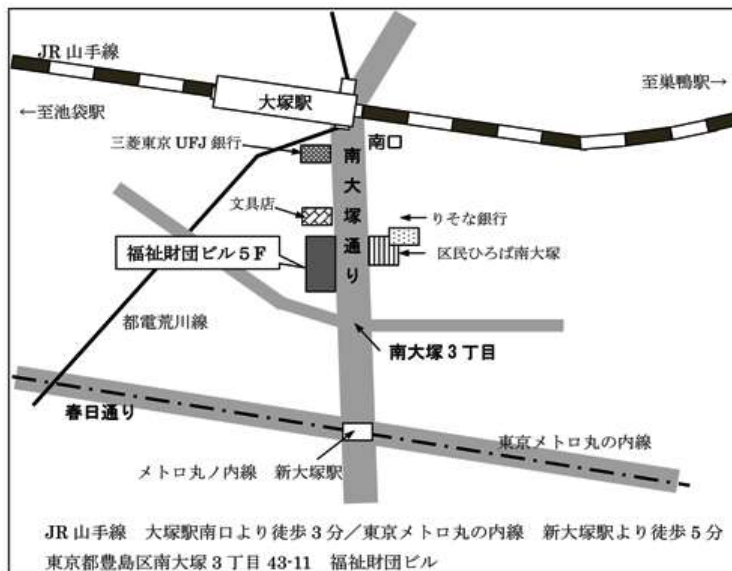 JR 山手線
大塚駅
至巣鴨駅→
←至池袋駅
南口
三菱東京 UFJ 銀行
南大塚通り
文具店
←りそな銀行
福祉財団ビル５F
区民ひろば南大塚
都電荒川線
南大塚３丁目
春日通り
東京メトロ丸の内線
メトロ丸ノ内線　新大塚駅
JR 山手線　大塚駅南口より徒歩 3 分／東京メトロ丸の内線　新大塚駅より徒歩 5 分
東京都豊島区南大塚 3 丁目 43-11　福祉財団ビル